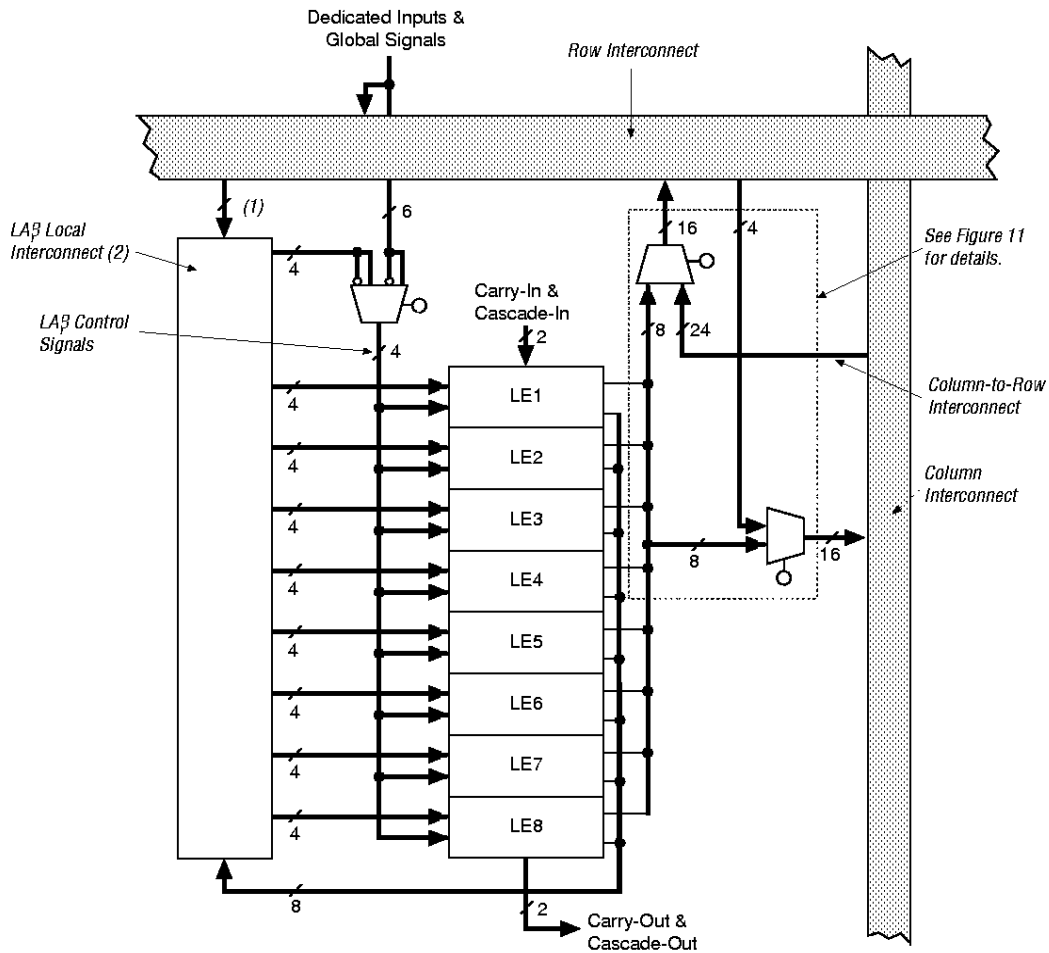 Dedicated Inputs &
Global Signals
Row Interconnect
(1)
6
16
4
LAB Local
Interconnect (2)
4
See Figure 11
for details.
Carry-In &
Cascade-In
LAB Control
Signals
4
2
8
24
LE1
4
Column-to-Row
Interconnect
LE2
4
Column
Interconnect
LE3
4
8
16
LE4
4
LE5
4
LE6
4
LE7
4
LE8
4
8
2
Carry-Out &
Cascade-Out